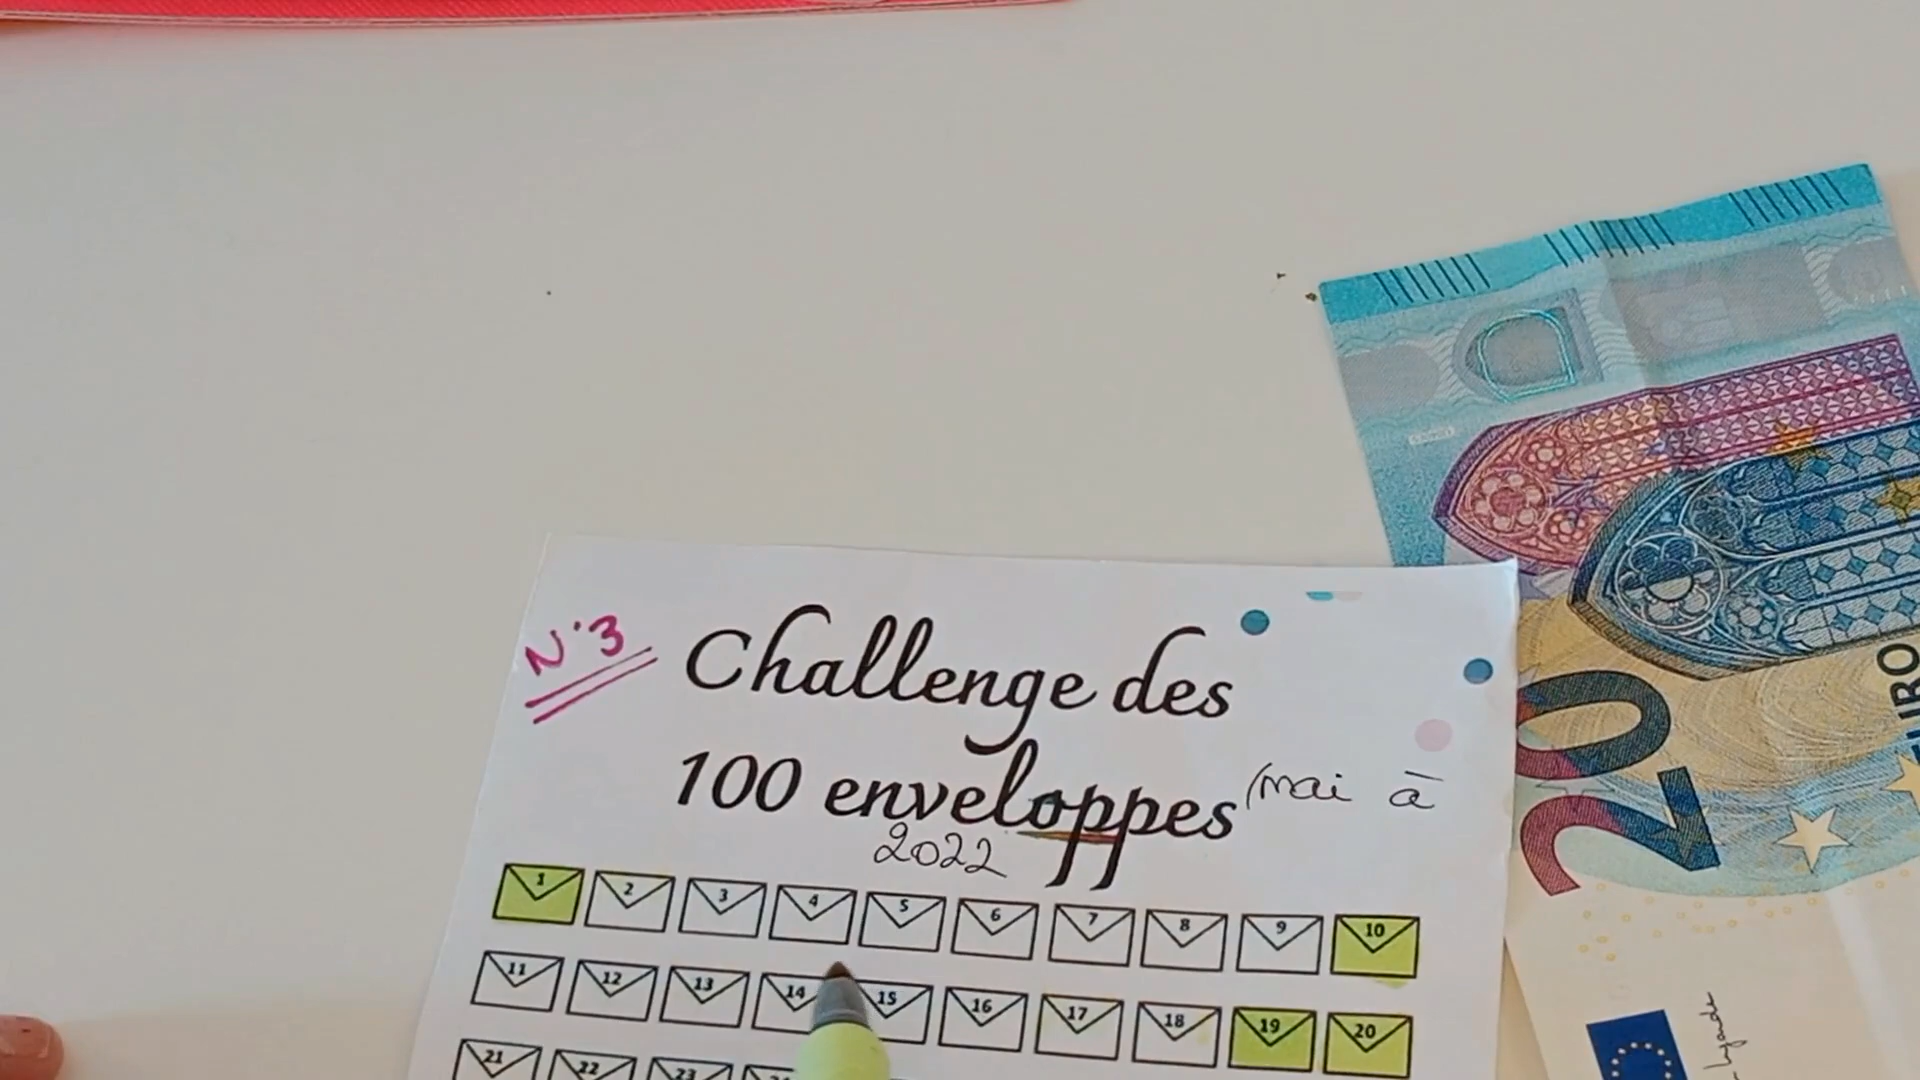 N°3
Challenge des
100 enveloppes (mai à
2022
1 2 3 4 5 6 7 8 9 10
11 12 13 14 15 16 17 18 19 20
21 22 23
20
EURO